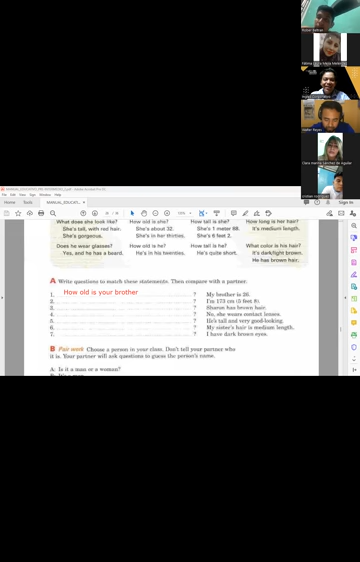 Home Tools
Sign In
What does she look like?
She's tall, with red hair.
She's gorgeous.
Does he wear glasses?
Yes, and he has a beard.
How old is she?
She's about 32.
She's in her thirties.
How old is he?
He's in his twenties.
How tall is she?
She's 1 meter 88.
She's 6 feet 2.
How tall is he?
He's quite short.
How long is her hair?
It's medium length.
What color is his hair?
It's dark/light brown.
He has brown hair.
A Write questions to match these statements. Then compare with a partner.
1. How old is your brother ? My brother is 26.
2. ? I'm 173 cm (5 feet 8).
3. ? Sharon has brown hair.
4. ? No, she wears contact lenses.
5. ? He's tall and very good-looking.
6. ? My sister's hair is medium length.
7. ? I have dark brown eyes.
B Pair work Choose a person in your class. Don't tell your partner who
it is. Your partner will ask questions to guess the person's name.
A: Is it a man or a woman?